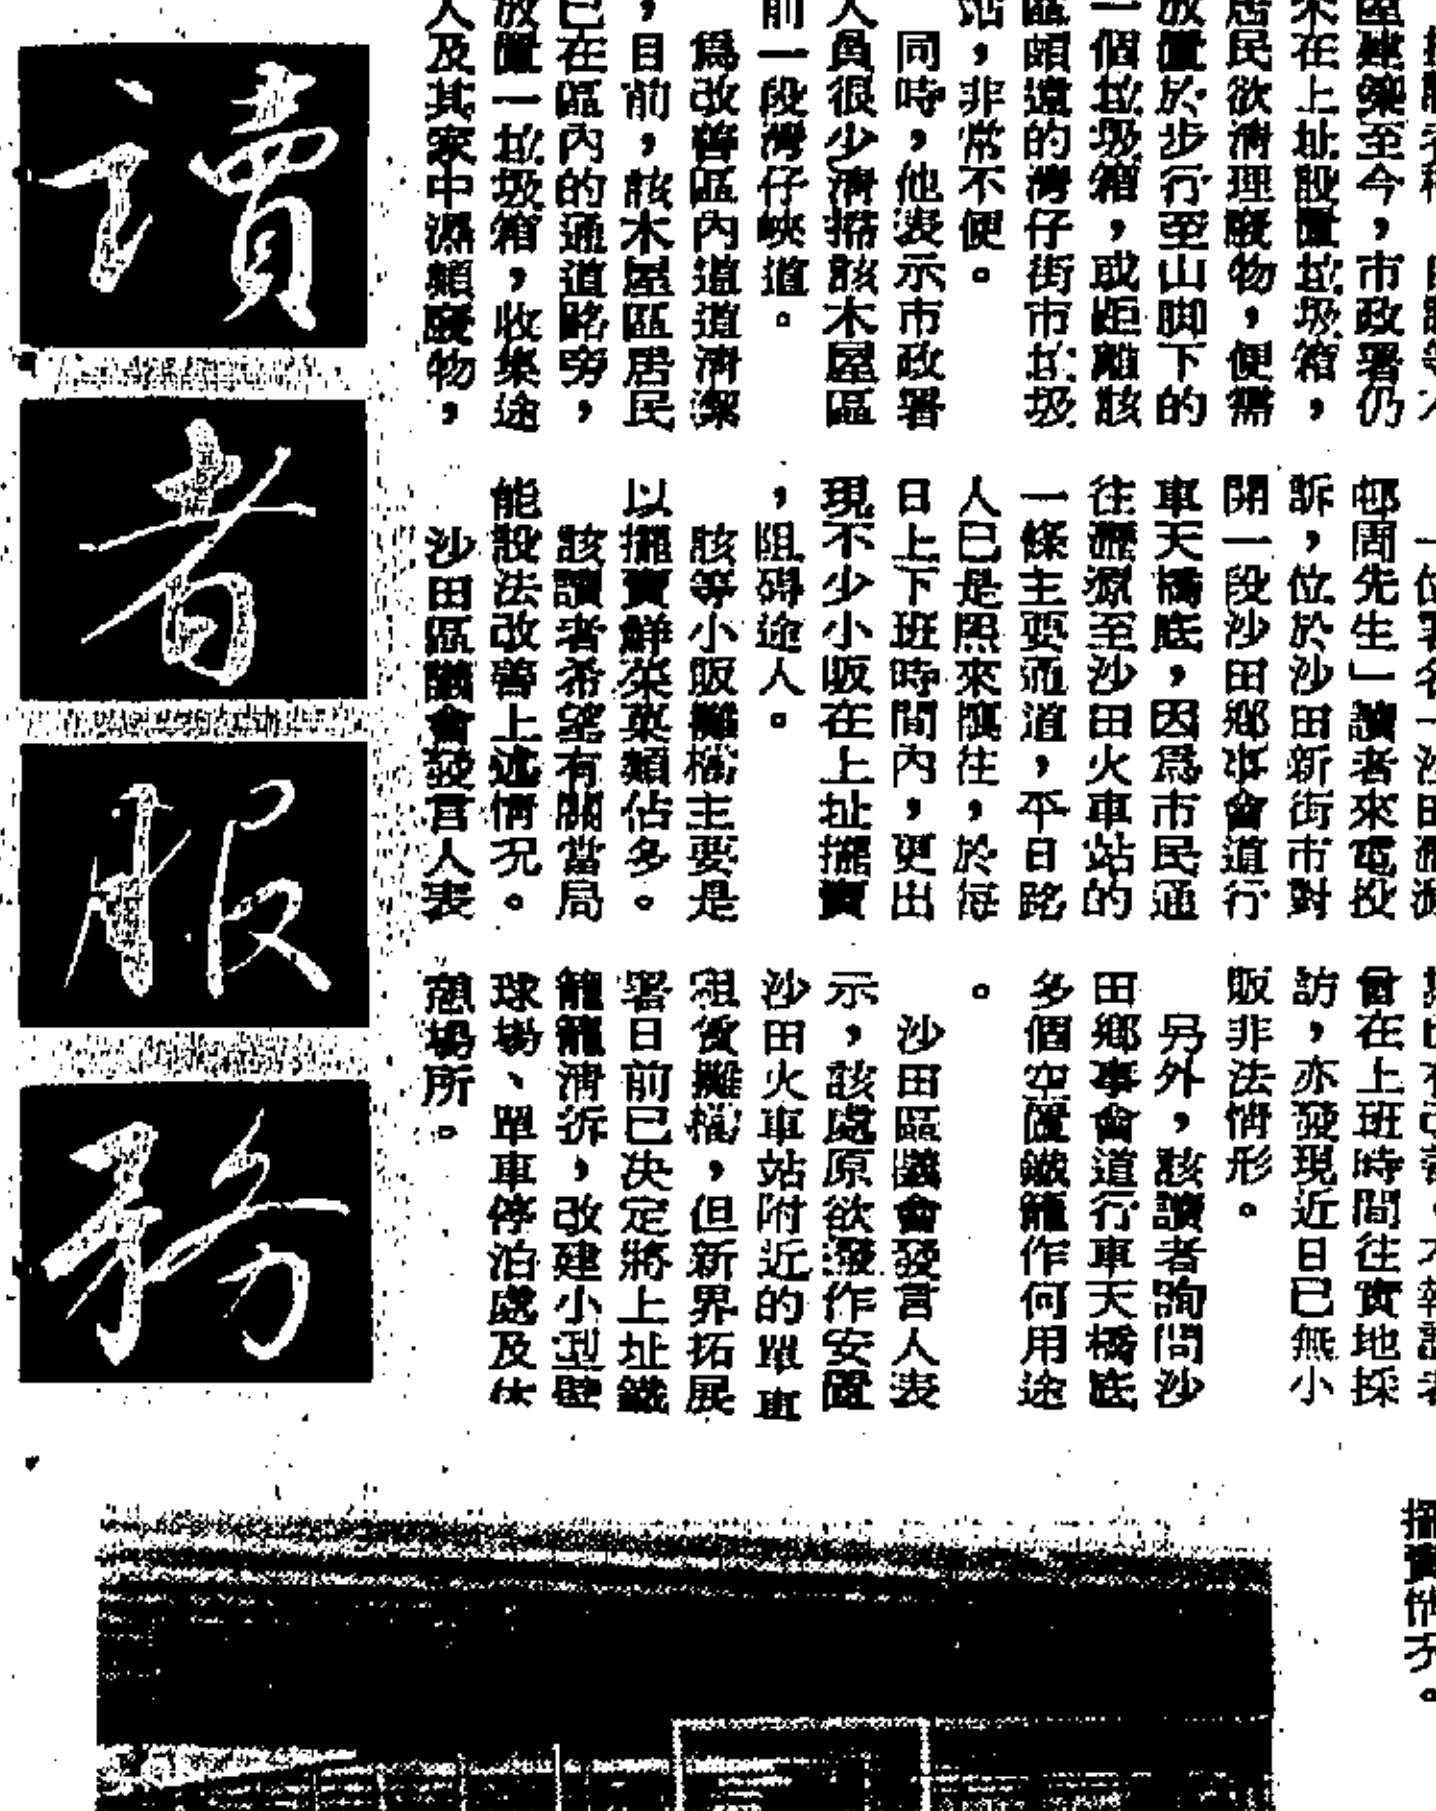 屋建築至今，市政署仍
未在上址設置垃圾箱，
居民欲清理廢物，便需
放置於步行至山脚下的
一個垃圾箱，或距離該
區頗遠的灣仔街市垃圾
站，非常不便。
同時，他表示市政署
人員很少清掃該木屋區
前一段灣仔峽道。
爲改善區內道道清潔
，目前，該木屋區居民
已在區內的通道路旁，
放置一垃圾箱，收集途
人及其家中濕類廢物，
一位署名「沙田瀝源
邨問先生」讀者來電投
訴，位於沙田新街市對
開一段沙田鄉事會道行
車天橋底，因爲市民通
往瀝源至沙田火車站的
一條主要通道，平日路
人已是熙來攘往，於每
日上下班時間內，更出
現不少小販在上址擺賣
，阻碍途人。
該等小販攤檔主要是
以擺賣鮮菜菓類佔多。
該讀者希望有關當局
能設法改善上述情況。
沙田區議會發言人表
會在上班時間往實地採
訪，亦發現近日已無小
販非法情形。
另外，該讀者詢問沙
田鄉事會道行車天橋底
多個空置鐵籠作何用途
。
沙田區議會發言人表
示，該處原欲撥作安置
沙田火車站附近的單車
租賃攤檔，但新界拓展
署日前已決定將上址鐵
籠籠清拆，改建小型壁
球場、單車停泊處及休
憩場所。
讀者服務
擺賣情況。